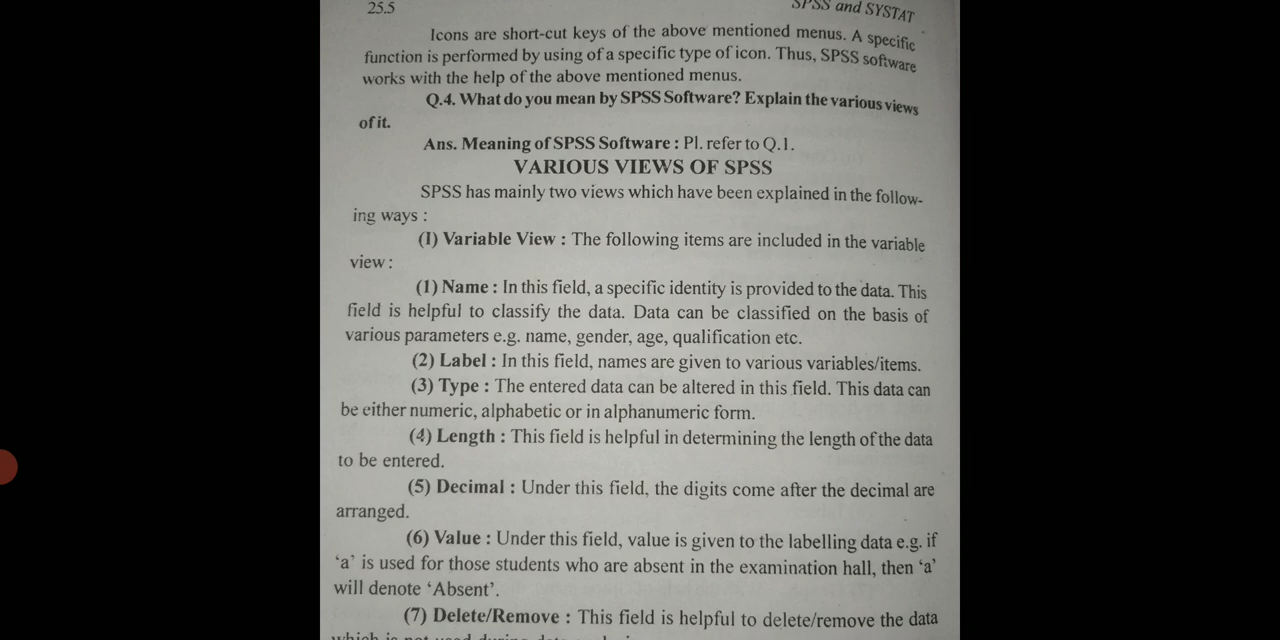 25.5
SPSS and SYSTAT
Icons are short-cut keys of the above mentioned menus. A specific
function is performed by using of a specific type of icon. Thus, SPSS software
works with the help of the above mentioned menus.
Q.4. What do you mean by SPSS Software? Explain the various views
of it.
Ans. Meaning of SPSS Software : Pl. refer to Q.1.
VARIOUS VIEWS OF SPSS
SPSS has mainly two views which have been explained in the follow-
ing ways :
(I) Variable View : The following items are included in the variable
view :
(1) Name : In this field, a specific identity is provided to the data. This
field is helpful to classify the data. Data can be classified on the basis of
various parameters e.g. name, gender, age, qualification etc.
(2) Label : In this field, names are given to various variables/items.
(3) Type : The entered data can be altered in this field. This data can
be either numeric, alphabetic or in alphanumeric form.
(4) Length : This field is helpful in determining the length of the data
to be entered.
(5) Decimal : Under this field, the digits come after the decimal are
arranged.
(6) Value : Under this field, value is given to the labelling data e.g. if
‘a’ is used for those students who are absent in the examination hall, then ‘a’
will denote ‘Absent’.
(7) Delete/Remove : This field is helpful to delete/remove the data
which is not used during